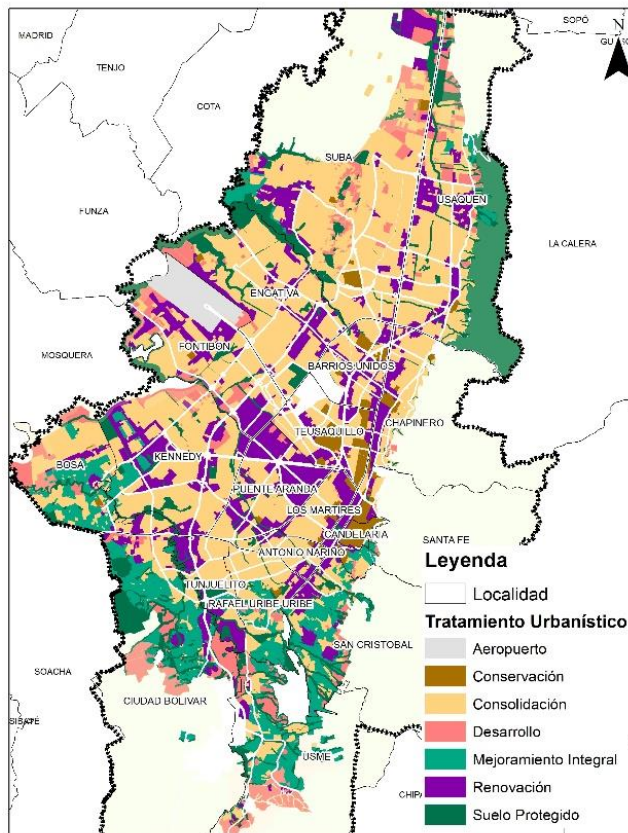 MADRID
SOPÓ
N
TENJO
COTA
SUBA
USAQUEN
FUNZA
LA CALERA
ENGATIVA
FONTIBON
MOSQUERA
BARRIOS UNIDOS
CHAPINERO
TEUSAQUILLO
BOSA
KENNEDY
PUENTE ARANDA
LOS MARTIRES
CANDELARIA
SANTA FE
ANTONIO NARIÑO
TUNJUELITO
RAFAEL URIBE URIBE
SAN CRISTOBAL
SOACHA
CIUDAD BOLIVAR
USME
Leyenda
Localidad
Tratamiento Urbanístico
Aeropuerto
Conservación
Consolidación
Desarrollo
Mejoramiento Integral
Renovación
Suelo Protegido